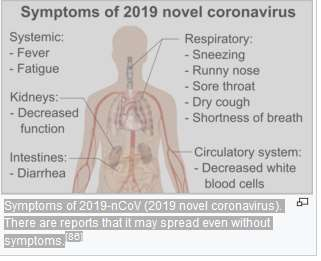 Symptoms of 2019 novel coronavirus
Systemic:
- Fever
- Fatigue
Kidneys:
- Decreased
function
Intestines:
- Diarrhea
Respiratory:
- Sneezing
- Runny nose
- Sore throat
- Dry cough
- Shortness of breath
Circulatory system:
- Decreased white
blood cells
Symptoms of 2019-nCoV (2019 novel coronavirus).
There are reports that it may spread even without
symptoms.[88]